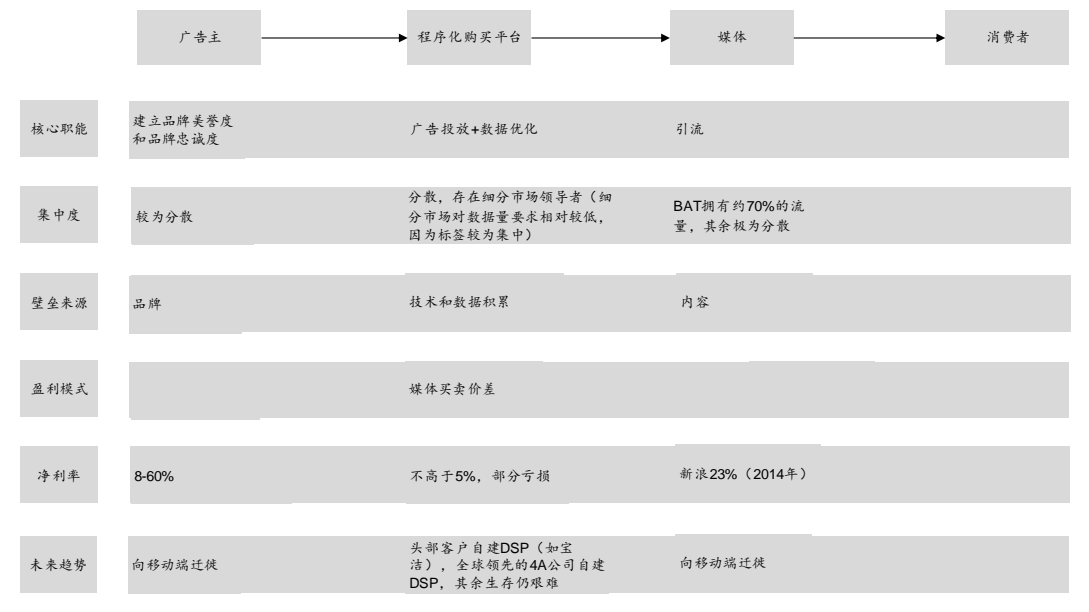 广告主
程序化购买平台
媒体
消费者
核心职能
建立品牌美誉度
和品牌忠诚度
广告投放+数据优化
引流
集中度
较为分散
分散，存在细分市场领导者（细
分市场对数据量要求相对较低，
因为标签较为集中）
BAT拥有约70%的流
量，其余极为分散
壁垒来源
品牌
技术和数据积累
内容
盈利模式
媒体买卖价差
净利率
8-60%
不高于5%，部分亏损
新浪23%（2014年）
未来趋势
向移动端迁徙
头部客户自建DSP（如宝
洁），全球领先的4A公司自建
DSP，其余生存仍艰难
向移动端迁徙